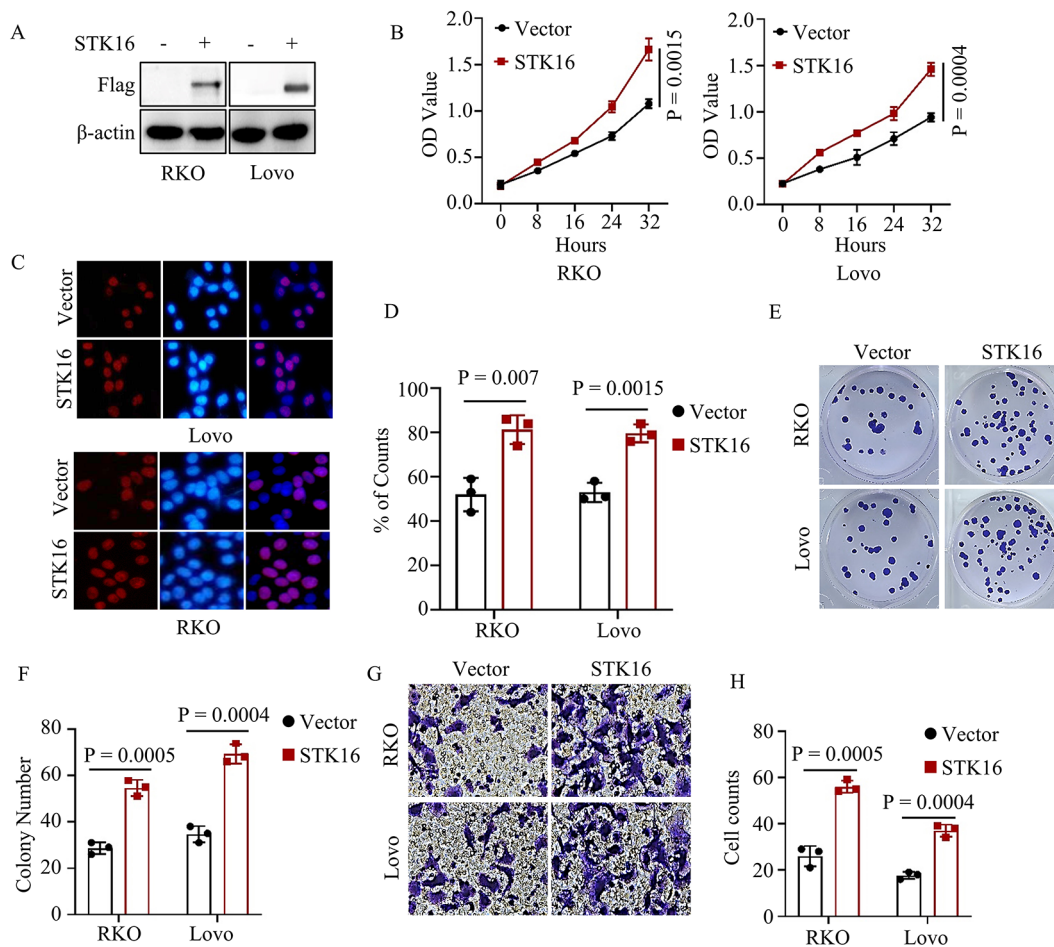 A
STK16 - + - +
Flag
β-actin
RKO Lovo
B
OD Value
2.0
1.5
1.0
0.5
0.0
Vector
STK16
P = 0.0015
0 8 16 24 32
Hours
RKO
OD Value
2.0
1.5
1.0
0.5
0.0
Vector
STK16
P = 0.0004
0 8 16 24 32
Hours
Lovo
C
Vector
STK16
Lovo
Vector
STK16
RKO
D
% of Counts
100
80
60
40
20
0
P = 0.007
P = 0.0015
Vector
STK16
RKO Lovo
E
Vector STK16
RKO
Lovo
F
Colony Number
80
60
40
20
0
P = 0.0005
P = 0.0004
Vector
STK16
RKO Lovo
G
Vector STK16
RKO
Lovo
H
Cell counts
80
60
40
20
0
P = 0.0005
P = 0.0004
Vector
STK16
RKO Lovo